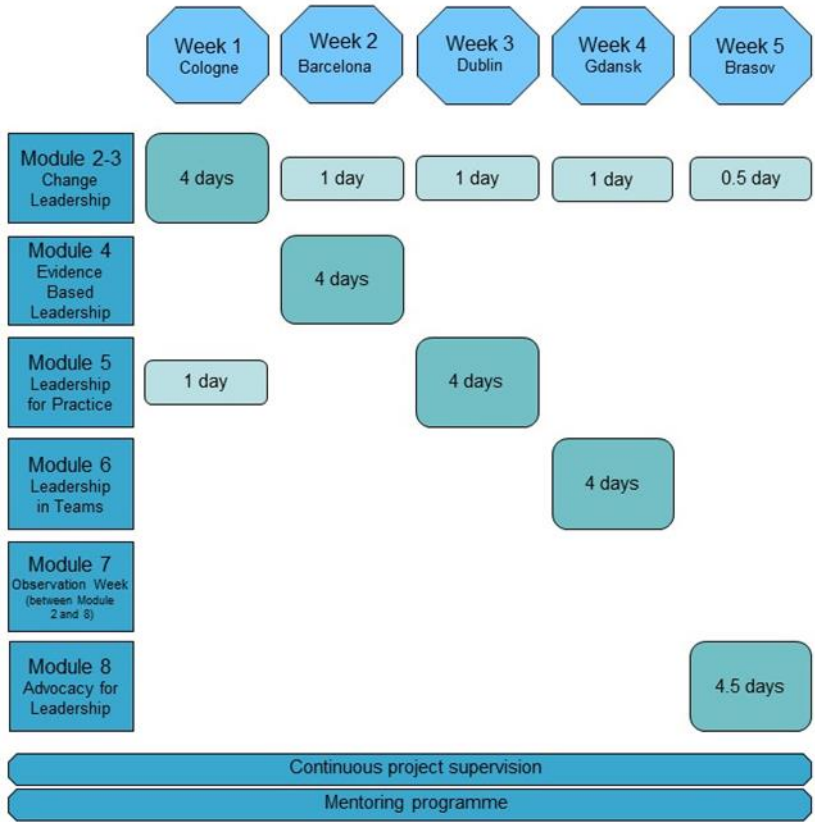 Week 1
Cologne
Week 2
Barcelona
Week 3
Dublin
Week 4
Gdansk
Week 5
Brasov
Module 2-3
Change
Leadership
4 days
1 day
1 day
1 day
0.5 day
Module 4
Evidence
Based
Leadership
4 days
Module 5
Leadership
for Practice
1 day
4 days
Module 6
Leadership
in Teams
4 days
Module 7
Observation Week
(between Module
2 and 8)
Module 8
Advocacy for
Leadership
4.5 days
Continuous project supervision
Mentoring programme